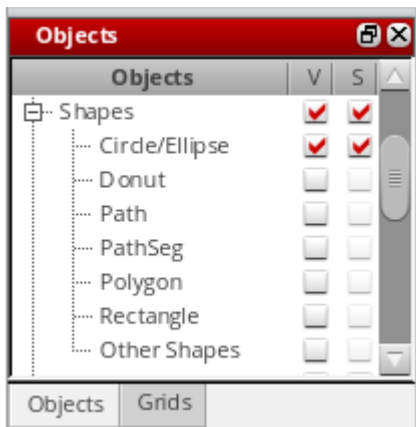 Objects
Objects V S
Shapes
Circle/Ellipse
Donut
Path
PathSeg
Polygon
Rectangle
Other Shapes
Objects Grids